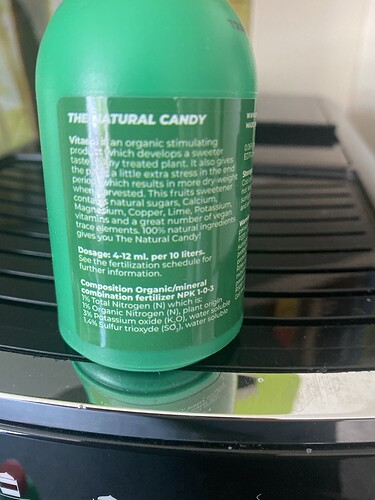 THE NATURAL CANDY
Vitasol is an organic stimulating
product which develops a sweeter
taste any treated plant. It also gives
the plant a little extra stress in the end
period which results in more dry-weight
when harvested. This fruits sweetener
contains natural sugars, Calcium,
Magnesium, Copper, Lime, Potassium,
vitamins and a great number of vegan
trace elements. 100% natural ingredients
gives you The Natural Candy!
Dosage: 4-12 ml. per 10 liters.
See the fertilization schedule for
further information.
Composition Organic/mineral
combination fertilizer NPK 1-0-3
1% Total Nitrogen (N) which is:
1% Organic Nitrogen (N), plant origin
3% Potassium oxide (K₂O), water soluble
1.4% Sulfur trioxyde (SO₃), water soluble